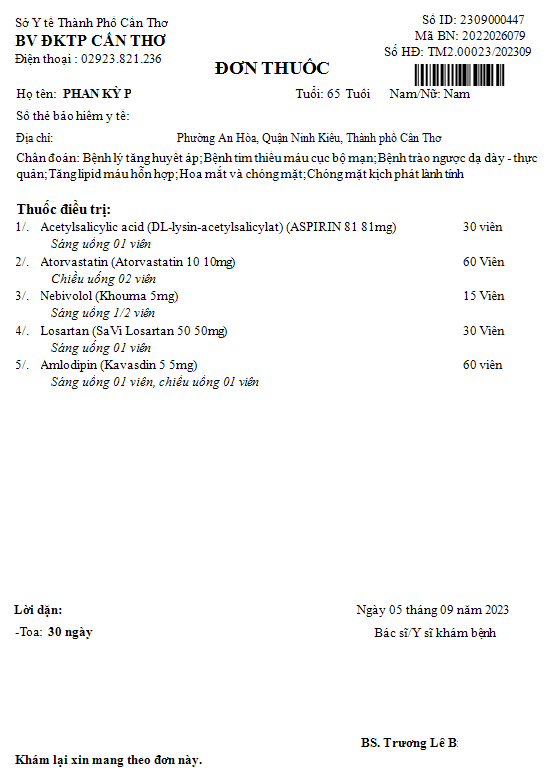 Sở Y tế Thành Phố Cần Thơ
Số ID: 2309000447
BV ĐKTP CẦN THƠ
Mã BN: 2022026079
Điện thoại : 02923.821.236
Số HĐ: TM2.00023/202309
ĐƠN THUỐC
Họ tên: PHAN KỲ P
Tuổi: 65 Tuổi
Nam/Nữ: Nam
Số thẻ bảo hiểm y tế:
Địa chỉ: Phường An Hòa, Quận Ninh Kiều, Thành phố Cần Thơ
Chẩn đoán: Bệnh lý tăng huyết áp;Bệnh tim thiếu máu cục bộ mạn;Bệnh trào ngược dạ dày - thực
quản;Tăng lipid máu hỗn hợp;Hoa mắt và chóng mặt;Chóng mặt kịch phát lành tính
Thuốc điều trị:
1/. Acetylsalicylic acid (DL-lysin-acetylsalicylat) (ASPIRIN 81 81mg) 30 viên
Sáng uống 01 viên
2/. Atorvastatin (Atorvastatin 10 10mg) 60 Viên
Chiều uống 02 viên
3/. Nebivolol (Khouma 5mg) 15 Viên
Sáng uống 1/2 viên
4/. Losartan (SaVi Losartan 50 50mg) 30 Viên
Sáng uống 01 viên
5/. Amlodipin (Kavasdin 5 5mg) 60 viên
Sáng uống 01 viên, chiều uống 01 viên
Lời dặn:
Ngày 05 tháng 09 năm 2023
-Toa: 30 ngày
Bác sĩ/Y sĩ khám bệnh
BS. Trương Lê B
Khám lại xin mang theo đơn này.